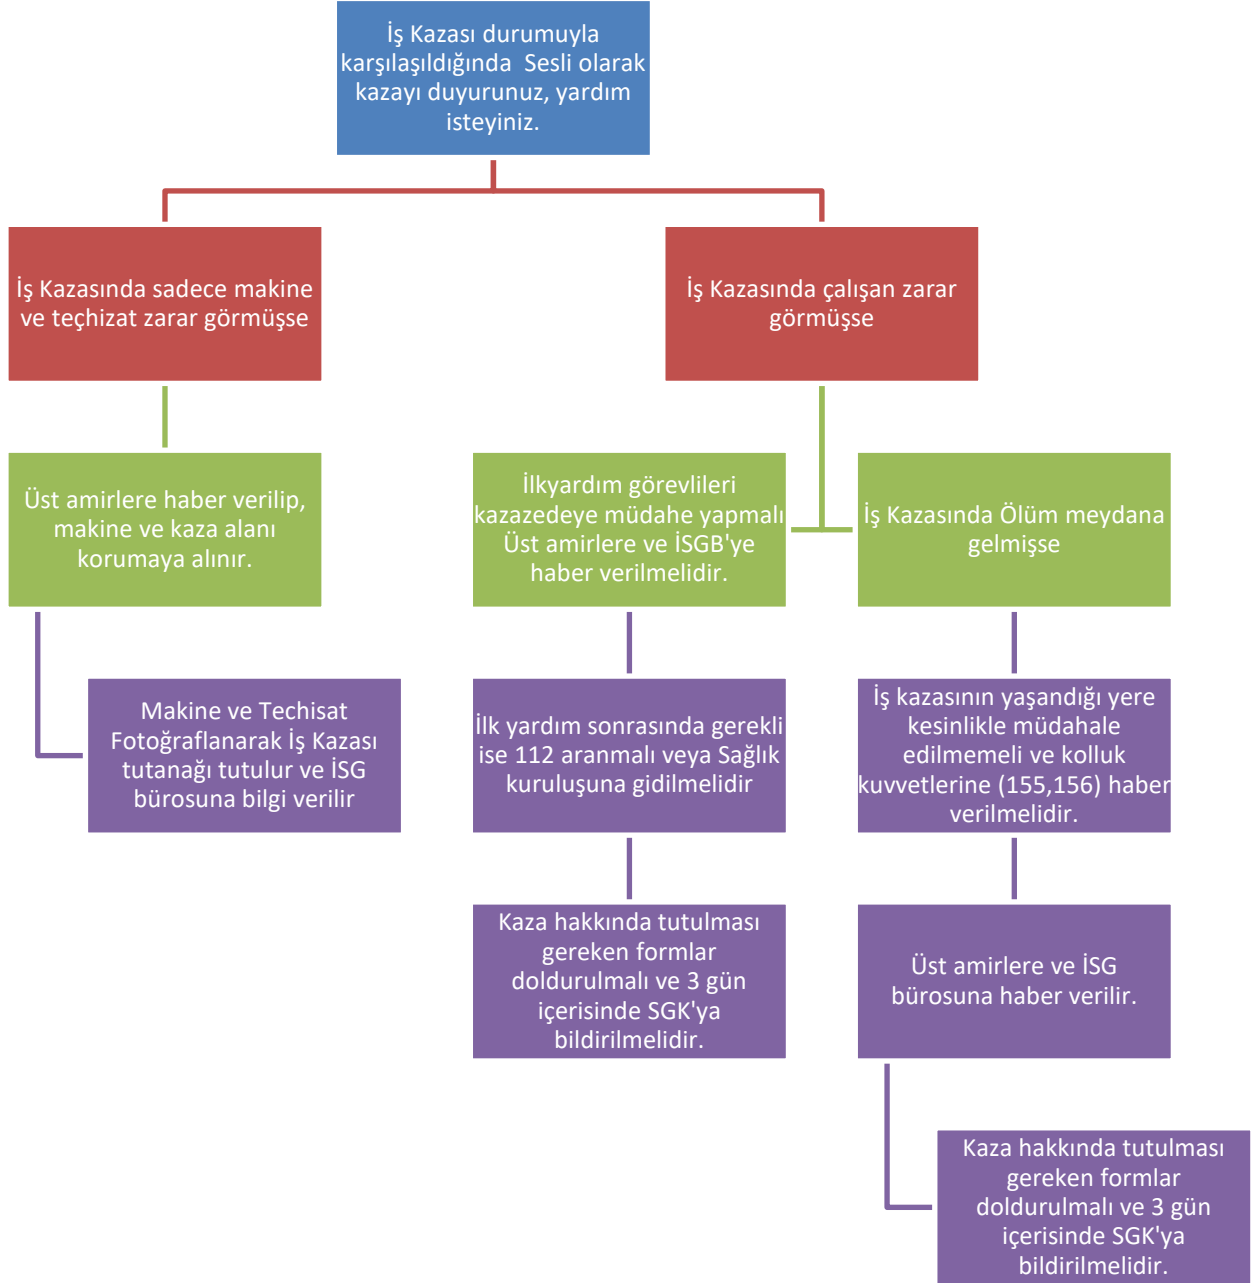 İş Kazası durumuyla
karşılaşıldığında  Sesli olarak
kazayı duyurunuz, yardım
isteyiniz.
İş Kazasında sadece makine
ve teçhizat zarar görmüşse
İş Kazasında çalışan zarar
görmüşse
Üst amirlere haber verilip,
makine ve kaza alanı
korumaya alınır.
İlkyardım görevlileri
kazazedeye müdahe yapmalı
Üst amirlere ve İSGB'ye
haber verilmelidir.
İş Kazasında Ölüm meydana
gelmişse
Makine ve Techisat
Fotoğraflanarak İş Kazası
tutanağı tutulur ve İSG
bürosuna bilgi verilir
İlk yardım sonrasında gerekli
ise 112 aranmalı veya Sağlık
kuruluşuna gidilmelidir
İş kazasının yaşandığı yere
kesinlikle müdahale
edilmemeli ve kolluk
kuvvetlerine (155,156) haber
verilmelidir.
Kaza hakkında tutulması
gereken formlar
doldurulmalı ve 3 gün
içerisinde SGK'ya
bildirilmelidir.
Üst amirlere ve İSG
bürosuna haber verilir.
Kaza hakkında tutulması
gereken formlar
doldurulmalı ve 3 gün
içerisinde SGK'ya
bildirilmelidir.